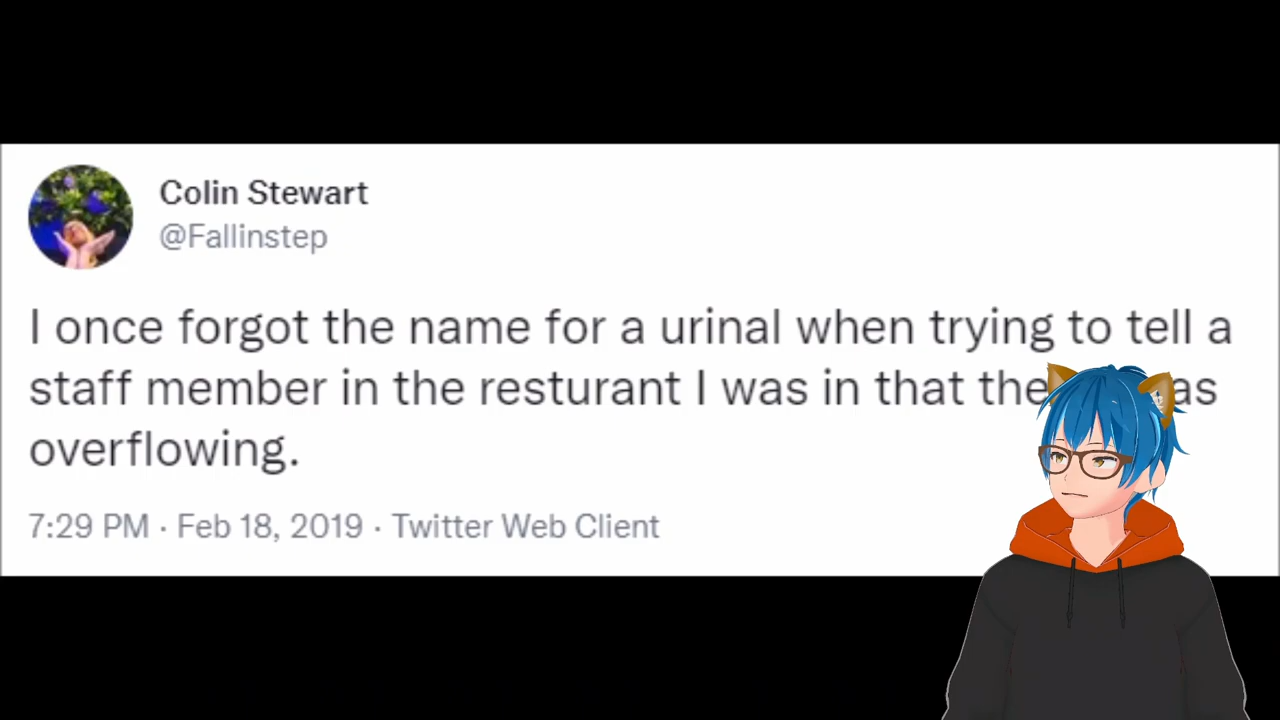 Colin Stewart
@Fallinstep
I once forgot the name for a urinal when trying to tell a
staff member in the resturant I was in that
overflowing.
7:29 PM · Feb 18, 2019 · Twitter Web Client